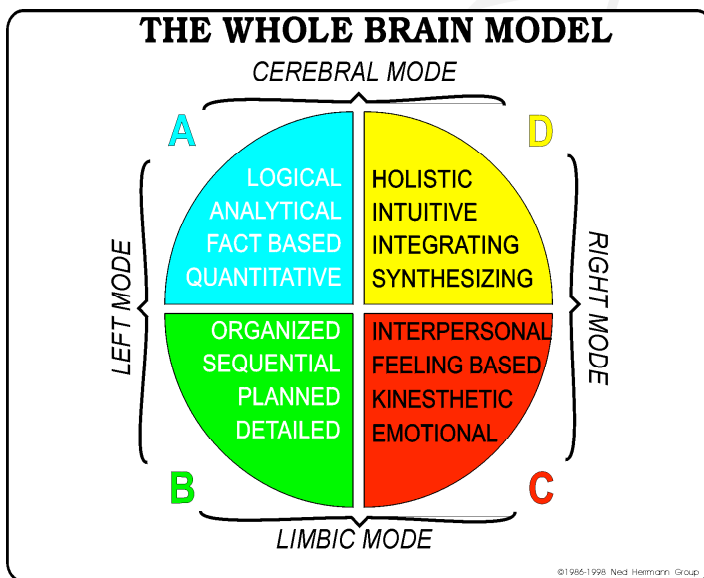 THE WHOLE BRAIN MODEL
CEREBRAL MODE
A
D
LEFT MODE
LOGICAL
ANALYTICAL
FACT BASED
QUANTITATIVE
HOLISTIC
INTUITIVE
INTEGRATING
SYNTHESIZING
RIGHT MODE
ORGANIZED
SEQUENTIAL
PLANNED
DETAILED
INTERPERSONAL
FEELING BASED
KINESTHETIC
EMOTIONAL
B
C
LIMBIC MODE
©1986-1998 Ned Herrmann Group